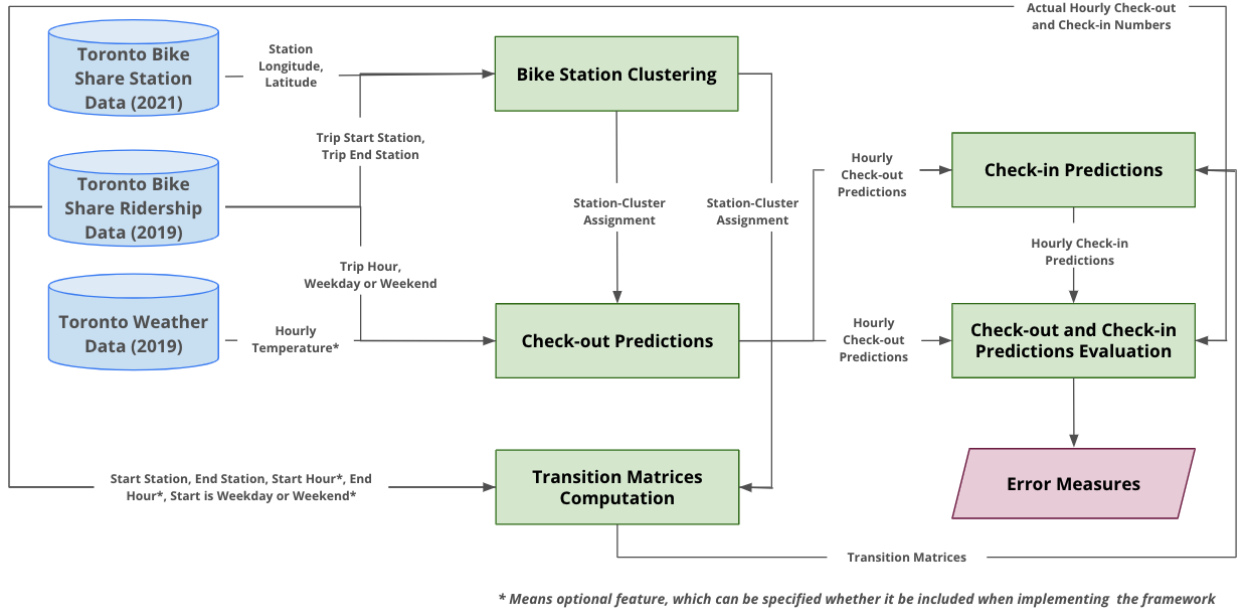 Actual Hourly Check-out
and Check-in Numbers
Toronto Bike
Share Station
Data (2021)
Station
Longitude,
Latitude
Bike Station Clustering
Trip Start Station,
Trip End Station
Toronto Bike
Share Ridership
Data (2019)
Hourly
Check-out
Predictions
Check-in Predictions
Station-Cluster
Assignment
Station-Cluster
Assignment
Hourly Check-in
Predictions
Trip Hour,
Weekday or Weekend
Toronto Weather
Data (2019)
Hourly
Temperature*
Check-out Predictions
Hourly
Check-out
Predictions
Check-out and Check-in
Predictions Evaluation
Start Station, End Station, Start Hour*, End
Hour*, Start is Weekday or Weekend*
Transition Matrices
Computation
Error Measures
Transition Matrices
* Means optional feature, which can be specified whether it be included when implementing the framework